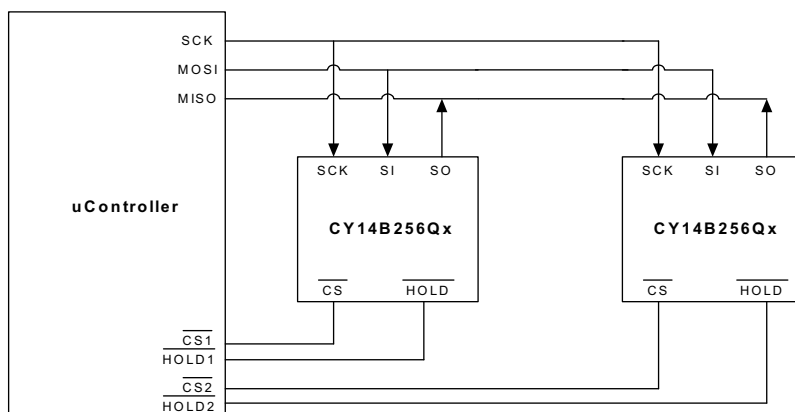 SCK
MOSI
MISO
uController
CS1
HOLD1
CS2
HOLD2
SCK SI SO
CY14B256Qx
CS HOLD
SCK SI SO
CY14B256Qx
CS HOLD